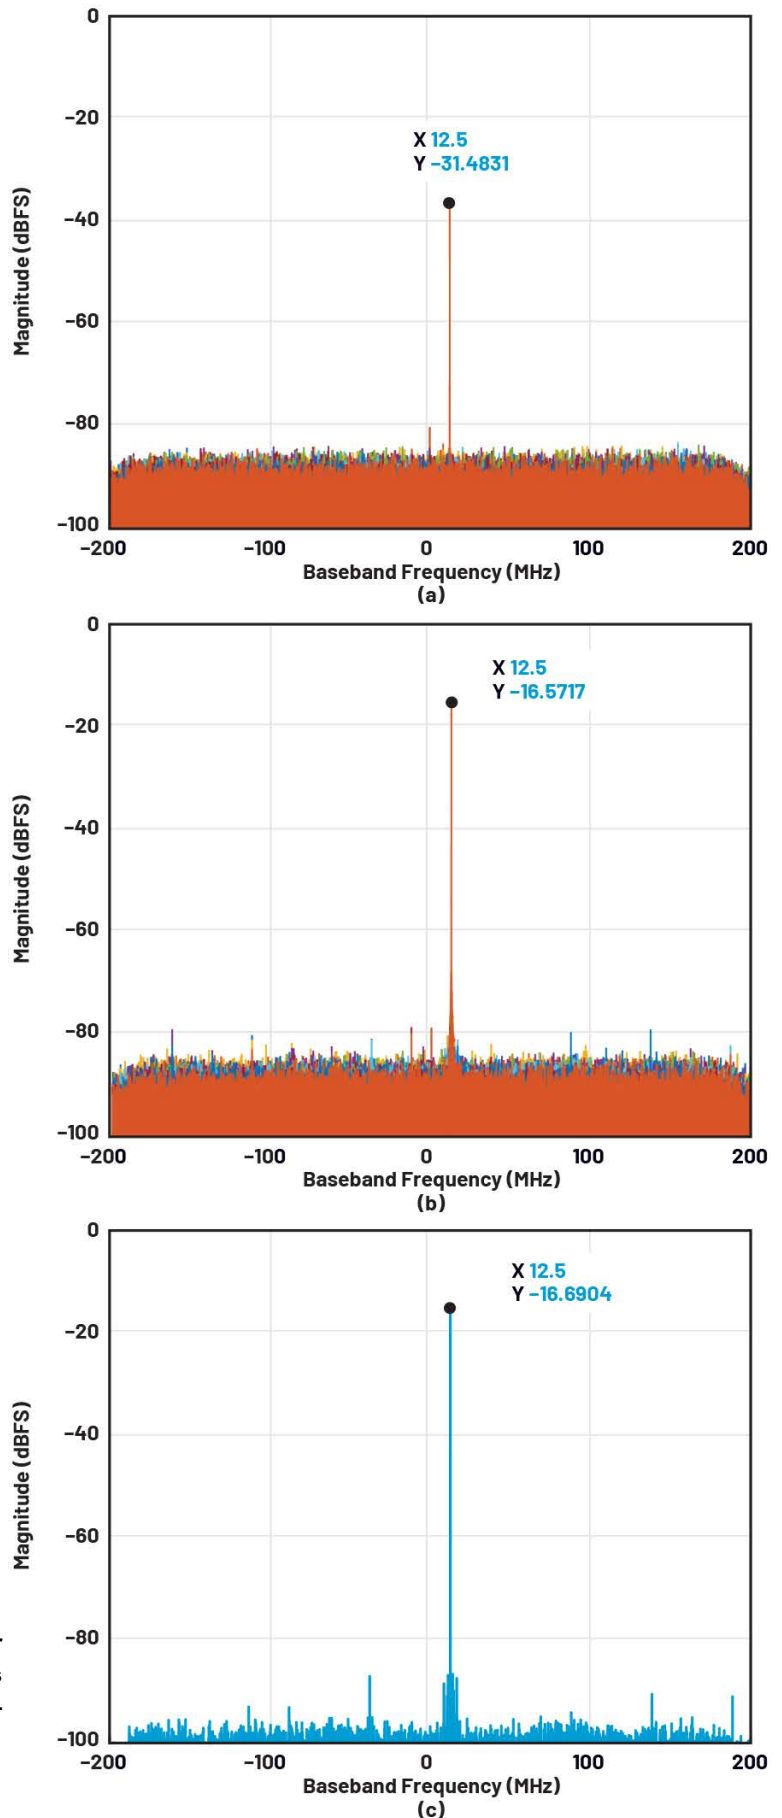 0
−20
−40
−60
−80
−100
Magnitude (dBFS)
X 12.5
Y −31.4831
−200 −100 0 100 200
Baseband Frequency (MHz)
(a)
0
−20
−40
−60
−80
−100
Magnitude (dBFS)
X 12.5
Y −16.5717
−200 −100 0 100 200
Baseband Frequency (MHz)
(b)
0
−20
−40
−60
−80
−100
Magnitude (dBFS)
X 12.5
Y −16.6904
−200 −100 0 100 200
Baseband Frequency (MHz)
(c)